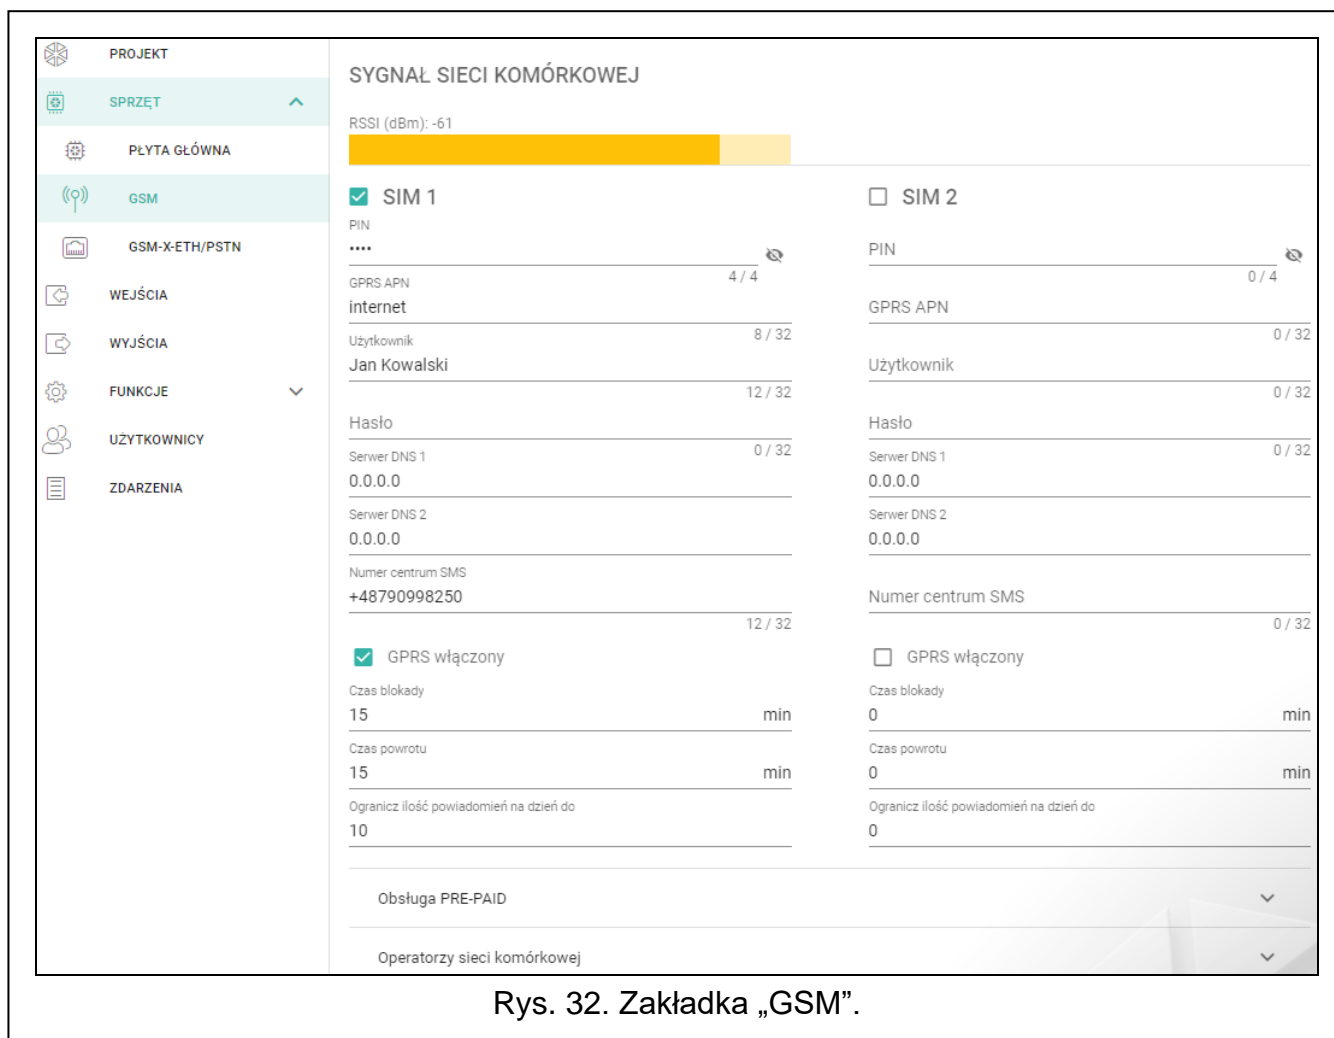 PROJEKT
SPRZĘT
PŁYTA GŁÓWNA
GSM
GSM-X-ETH/PSTN
WEJŚCIA
WYJŚCIA
FUNKCJE
UŻYTKOWNICY
ZDARZENIA
SYGNAŁ SIECI KOMÓRKOWEJ
RSSI (dBm): -61
SIM 1
PIN
••••
4 / 4
GPRS APN
internet
8 / 32
Użytkownik
Jan Kowalski
12 / 32
Hasło
0 / 32
Serwer DNS 1
0.0.0.0
Serwer DNS 2
0.0.0.0
Numer centrum SMS
+48790998250
12 / 32
GPRS włączony
Czas blokady
15 min
Czas powrotu
15 min
Ogranicz ilość powiadomień na dzień do
10
SIM 2
PIN
0 / 4
GPRS APN
0 / 32
Użytkownik
0 / 32
Hasło
0 / 32
Serwer DNS 1
0.0.0.0
Serwer DNS 2
0.0.0.0
Numer centrum SMS
0 / 32
GPRS włączony
Czas blokady
0 min
Czas powrotu
0 min
Ogranicz ilość powiadomień na dzień do
0
Obsługa PRE-PAID
Operatorzy sieci komórkowej
Rys. 32. Zakładka „GSM”.